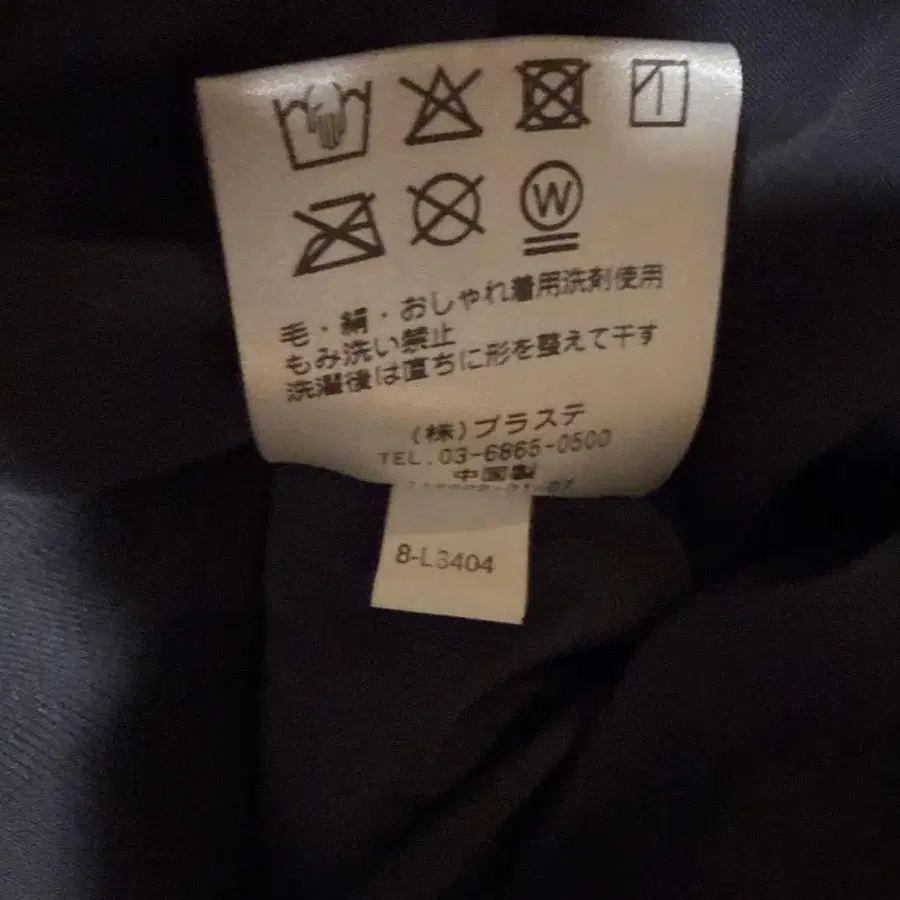 W
毛・絹・おしゃれ着用洗剤使用
もみ洗い禁止
洗濯後は直ちに形を整えて干す
(株)プラステ
TEL.03-6865-0500
中国製
8-L3404